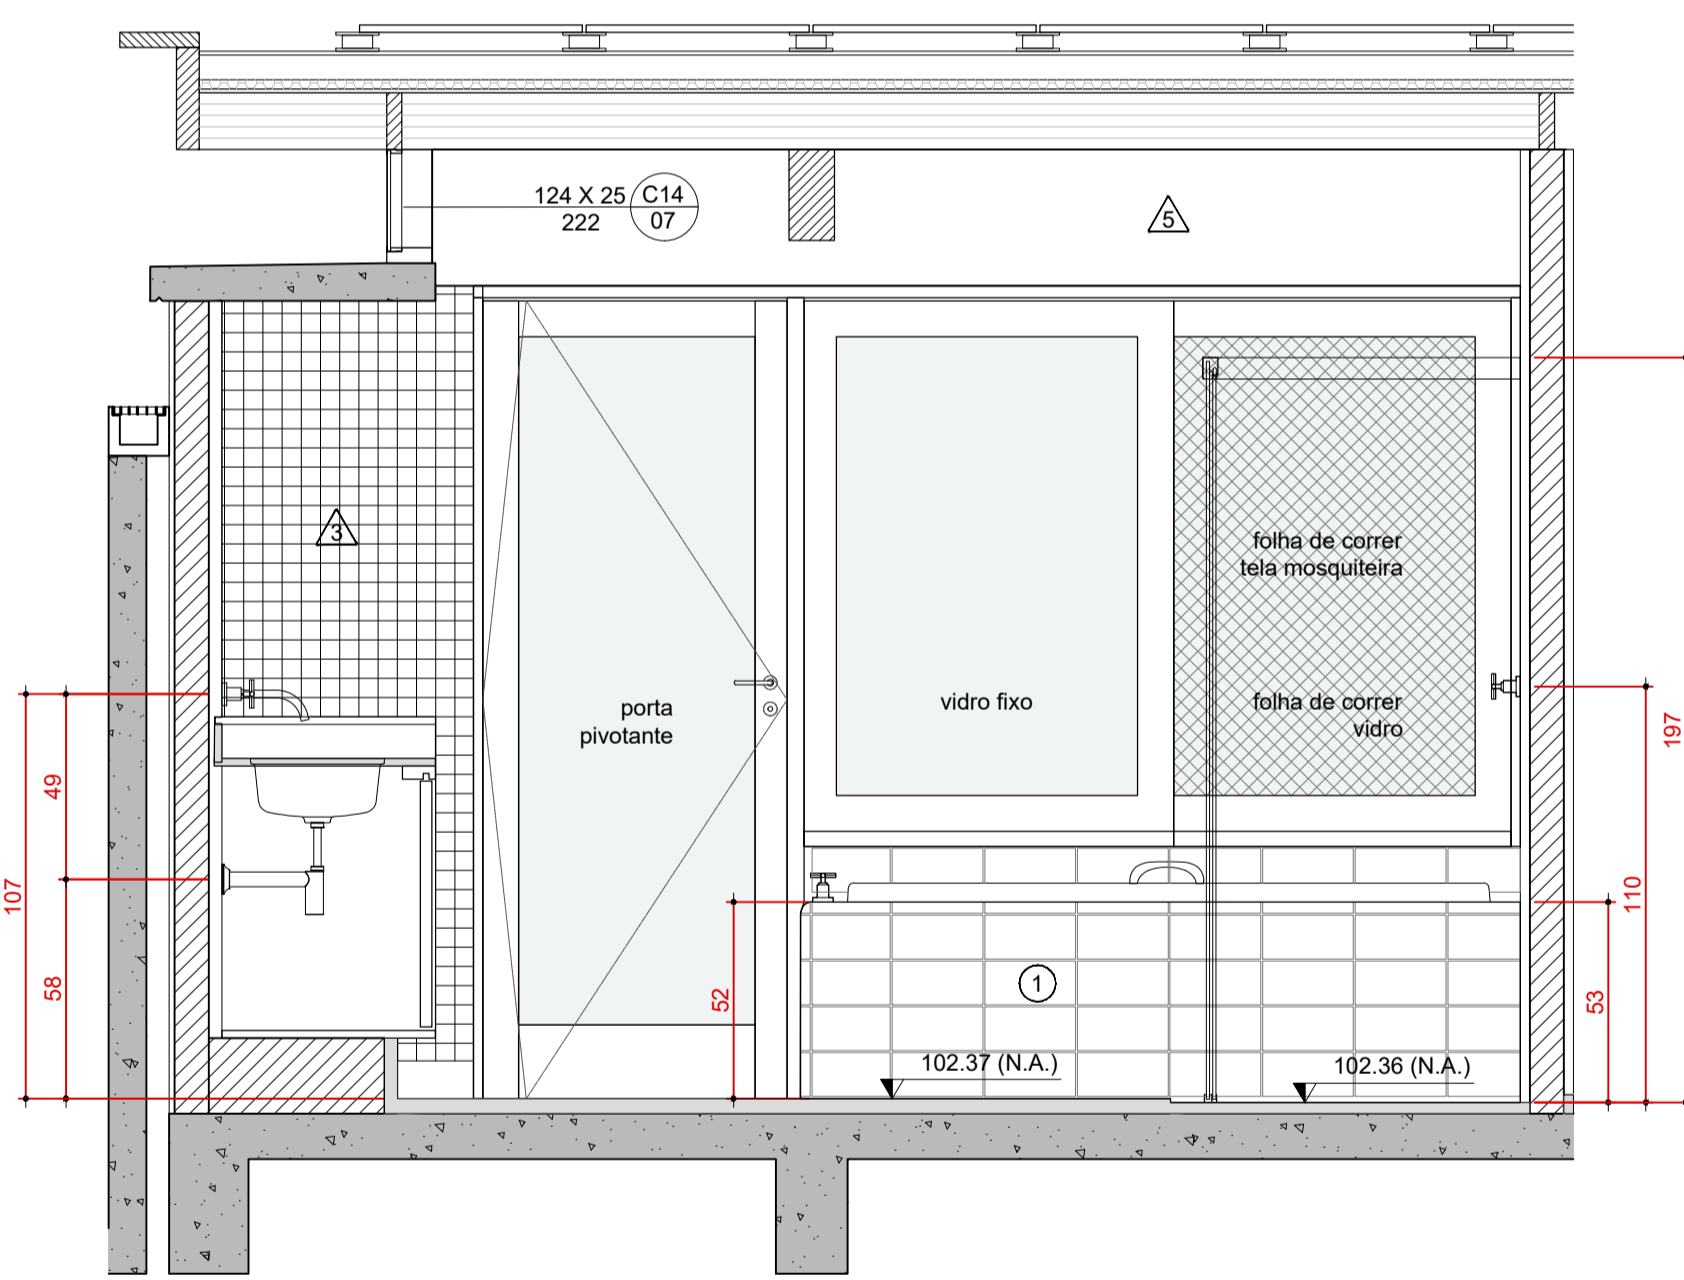 124 X 25
222
C14
07
5
3
folha de correr
tela mosquiteira
porta
pivotante
vidro fixo
folha de correr
vidro
49
107
58
52
1
102.37 (N.A.)
102.36 (N.A.)
197
110
53